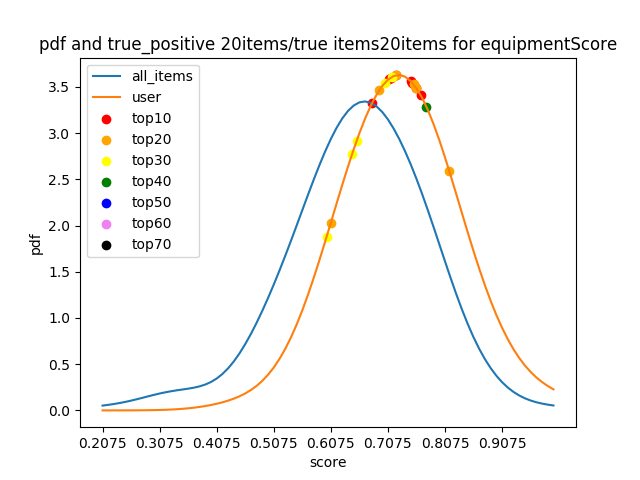 pdf and true_positive 20items/true items20items for equipmentScore
all_items
user
top10
top20
top30
top40
top50
top60
top70
3.5
3.0
2.5
2.0
1.5
1.0
0.5
0.0
pdf
0.2075 0.3075 0.4075 0.5075 0.6075 0.7075 0.8075 0.9075
score